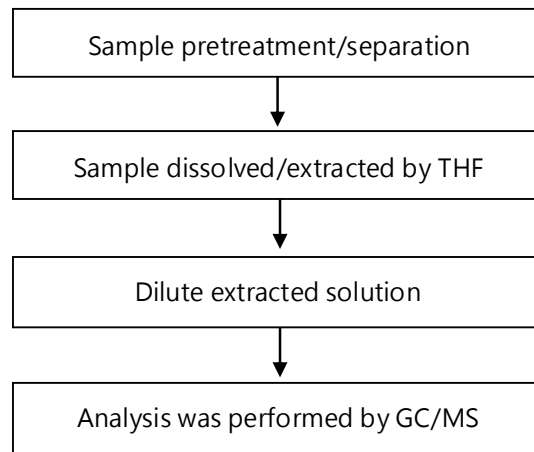 Sample pretreatment/separation
Sample dissolved/extracted by THF
Dilute extracted solution
Analysis was performed by GC/MS